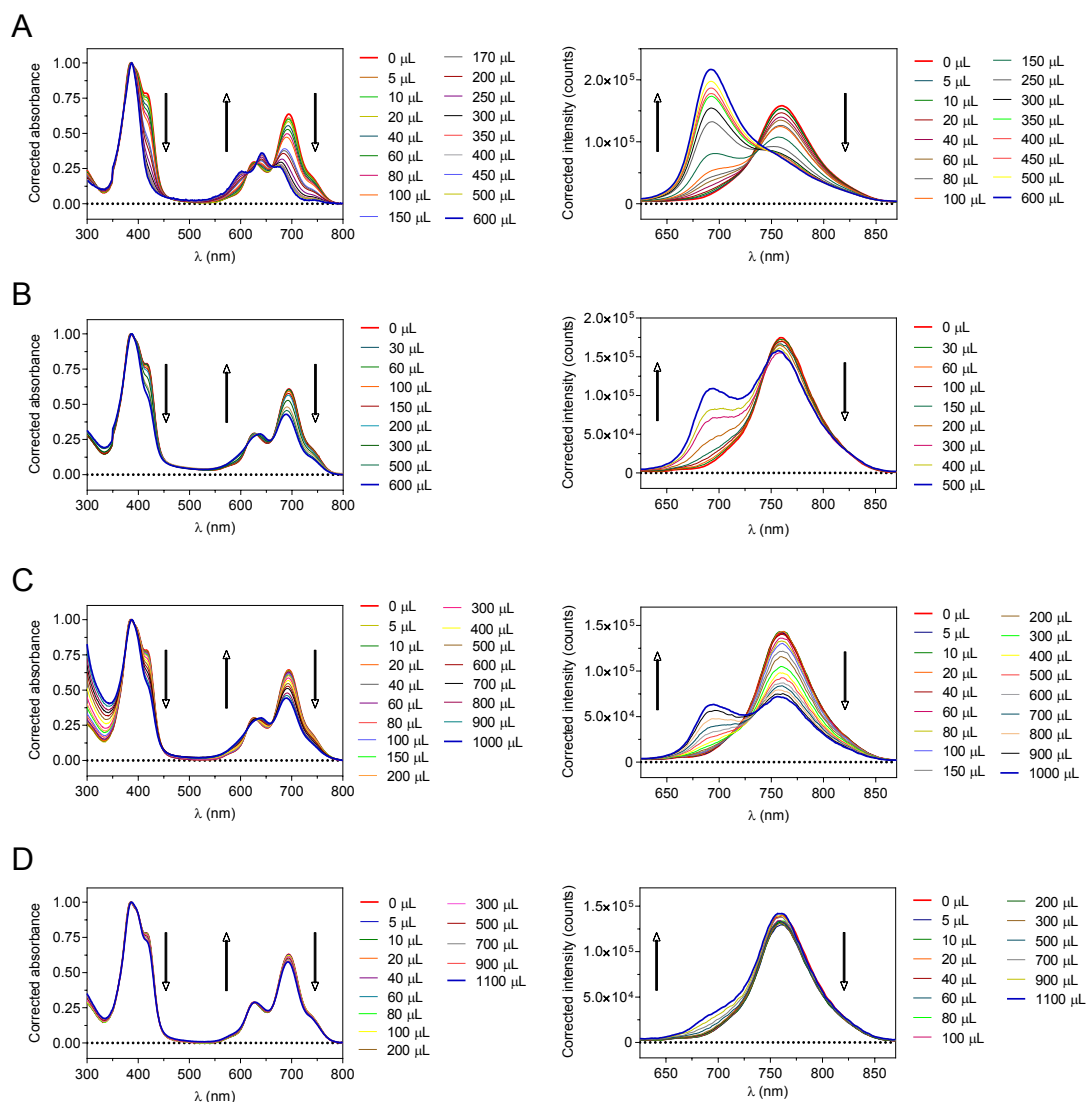 A
Corrected absorbance
1.00
0.75
0.50
0.25
0.00
300 400 500 600 700 800
λ (nm)
0 μL
5 μL
10 μL
20 μL
40 μL
60 μL
80 μL
100 μL
150 μL
170 μL
200 μL
250 μL
300 μL
350 μL
400 μL
450 μL
500 μL
600 μL
Corrected intensity (counts)
2.0×10⁵
1.0×10⁵
0
650 700 750 800 850
λ (nm)
0 μL
5 μL
10 μL
20 μL
40 μL
60 μL
80 μL
100 μL
150 μL
250 μL
300 μL
350 μL
400 μL
450 μL
500 μL
600 μL
B
Corrected absorbance
1.00
0.75
0.50
0.25
0.00
300 400 500 600 700 800
λ (nm)
0 μL
30 μL
60 μL
100 μL
150 μL
200 μL
300 μL
500 μL
600 μL
Corrected intensity (counts)
2.0×10⁵
1.5×10⁵
1.0×10⁵
5.0×10⁴
0
650 700 750 800 850
λ (nm)
0 μL
30 μL
60 μL
100 μL
150 μL
200 μL
300 μL
400 μL
500 μL
C
Corrected absorbance
1.00
0.75
0.50
0.25
0.00
300 400 500 600 700 800
λ (nm)
0 μL
5 μL
10 μL
20 μL
40 μL
60 μL
80 μL
100 μL
150 μL
200 μL
300 μL
400 μL
500 μL
600 μL
700 μL
800 μL
900 μL
1000 μL
Corrected intensity (counts)
1.5×10⁵
1.0×10⁵
5.0×10⁴
0
650 700 750 800 850
λ (nm)
0 μL
5 μL
10 μL
20 μL
40 μL
60 μL
80 μL
100 μL
150 μL
200 μL
300 μL
400 μL
500 μL
600 μL
700 μL
800 μL
900 μL
1000 μL
D
Corrected absorbance
1.00
0.75
0.50
0.25
0.00
300 400 500 600 700 800
λ (nm)
0 μL
5 μL
10 μL
20 μL
40 μL
60 μL
80 μL
100 μL
200 μL
300 μL
500 μL
700 μL
900 μL
1100 μL
Corrected intensity (counts)
1.5×10⁵
1.0×10⁵
5.0×10⁴
0
650 700 750 800 850
λ (nm)
0 μL
5 μL
10 μL
20 μL
40 μL
60 μL
80 μL
100 μL
200 μL
300 μL
500 μL
700 μL
900 μL
1100 μL